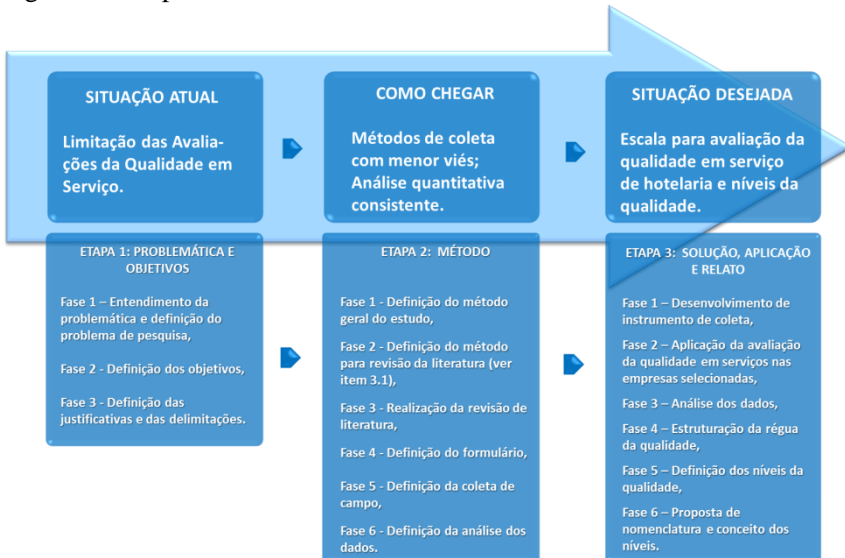 SITUAÇÃO ATUAL
Limitação das Avalia-
ções da Qualidade em
Serviço.
COMO CHEGAR
Métodos de coleta
com menor viés;
Análise quantitativa
consistente.
SITUAÇÃO DESEJADA
Escala para avaliação da
qualidade em serviço
de hotelaria e níveis da
qualidade.
ETAPA 1: PROBLEMÁTICA E
OBJETIVOS
Fase 1 – Entendimento da
problemática e definição do
problema de pesquisa,
Fase 2 - Definição dos objetivos,
Fase 3 - Definição das
justificativas e das delimitações.
ETAPA 2: MÉTODO
Fase 1 - Definição do método
geral do estudo,
Fase 2 - Definição do método
para revisão da literatura (ver
item 3.1),
Fase 3 - Realização da revisão de
literatura,
Fase 4 - Definição do formulário,
Fase 5 - Definição da coleta de
campo,
Fase 6 - Definição da análise dos
dados.
ETAPA 3: SOLUÇÃO, APLICAÇÃO
E RELATO
Fase 1 – Desenvolvimento de
instrumento de coleta,
Fase 2 – Aplicação da avaliação
da qualidade em serviços nas
empresas selecionadas,
Fase 3 – Análise dos dados,
Fase 4 – Estruturação da régua
da qualidade,
Fase 5 – Definição dos níveis da
qualidade,
Fase 6 – Proposta de
nomenclatura e conceito dos
níveis.